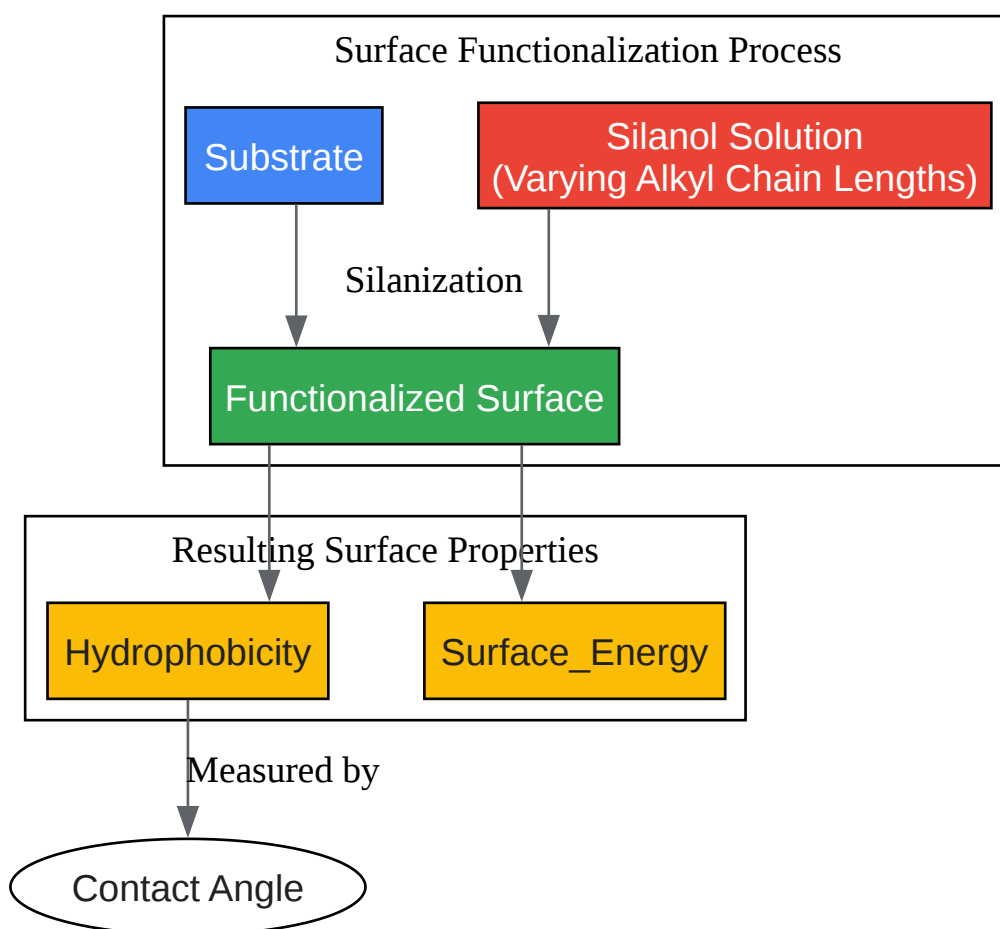 Surface Functionalization Process
Substrate
Silanol Solution
(Varying Alkyl Chain Lengths)
Silanization
Functionalized Surface
Resulting Surface Properties
Hydrophobicity
Surface_Energy
Measured by
Contact Angle